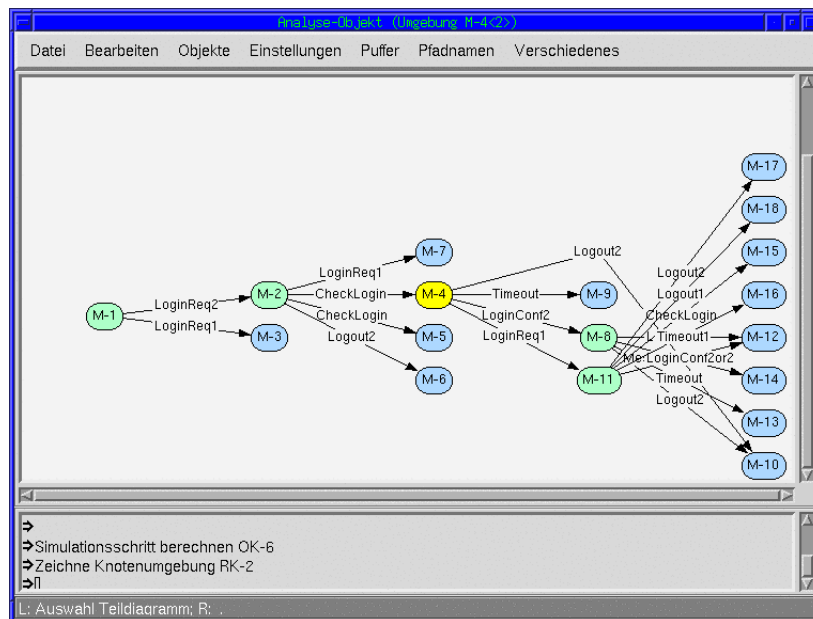 Analyse-Objekt (Umgebung M-4<2>)
Datei Bearbeiten Objekte Einstellungen Puffer Pfadnamen Verschiedenes
M-17
M-18
M-7
Logout2
M-15
LoginReq1
Logout2
M-2
CheckLogin
M-4
Timeout
M-9
Logout1
M-16
LoginReq2
M-1
LoginConf2
CheckLogin
LoginReq1
CheckLogin
M-3
Logout2
M-5
LoginReq1
M-8
Timeout1
M-12
LoginConf2or2
M-6
M-11
Timeout
M-14
Logout2
M-13
M-10
Simulationsschritt berechnen OK-6
Zeichne Knotenumgebung RK-2
L: Auswahl Teildiagramm; R: .